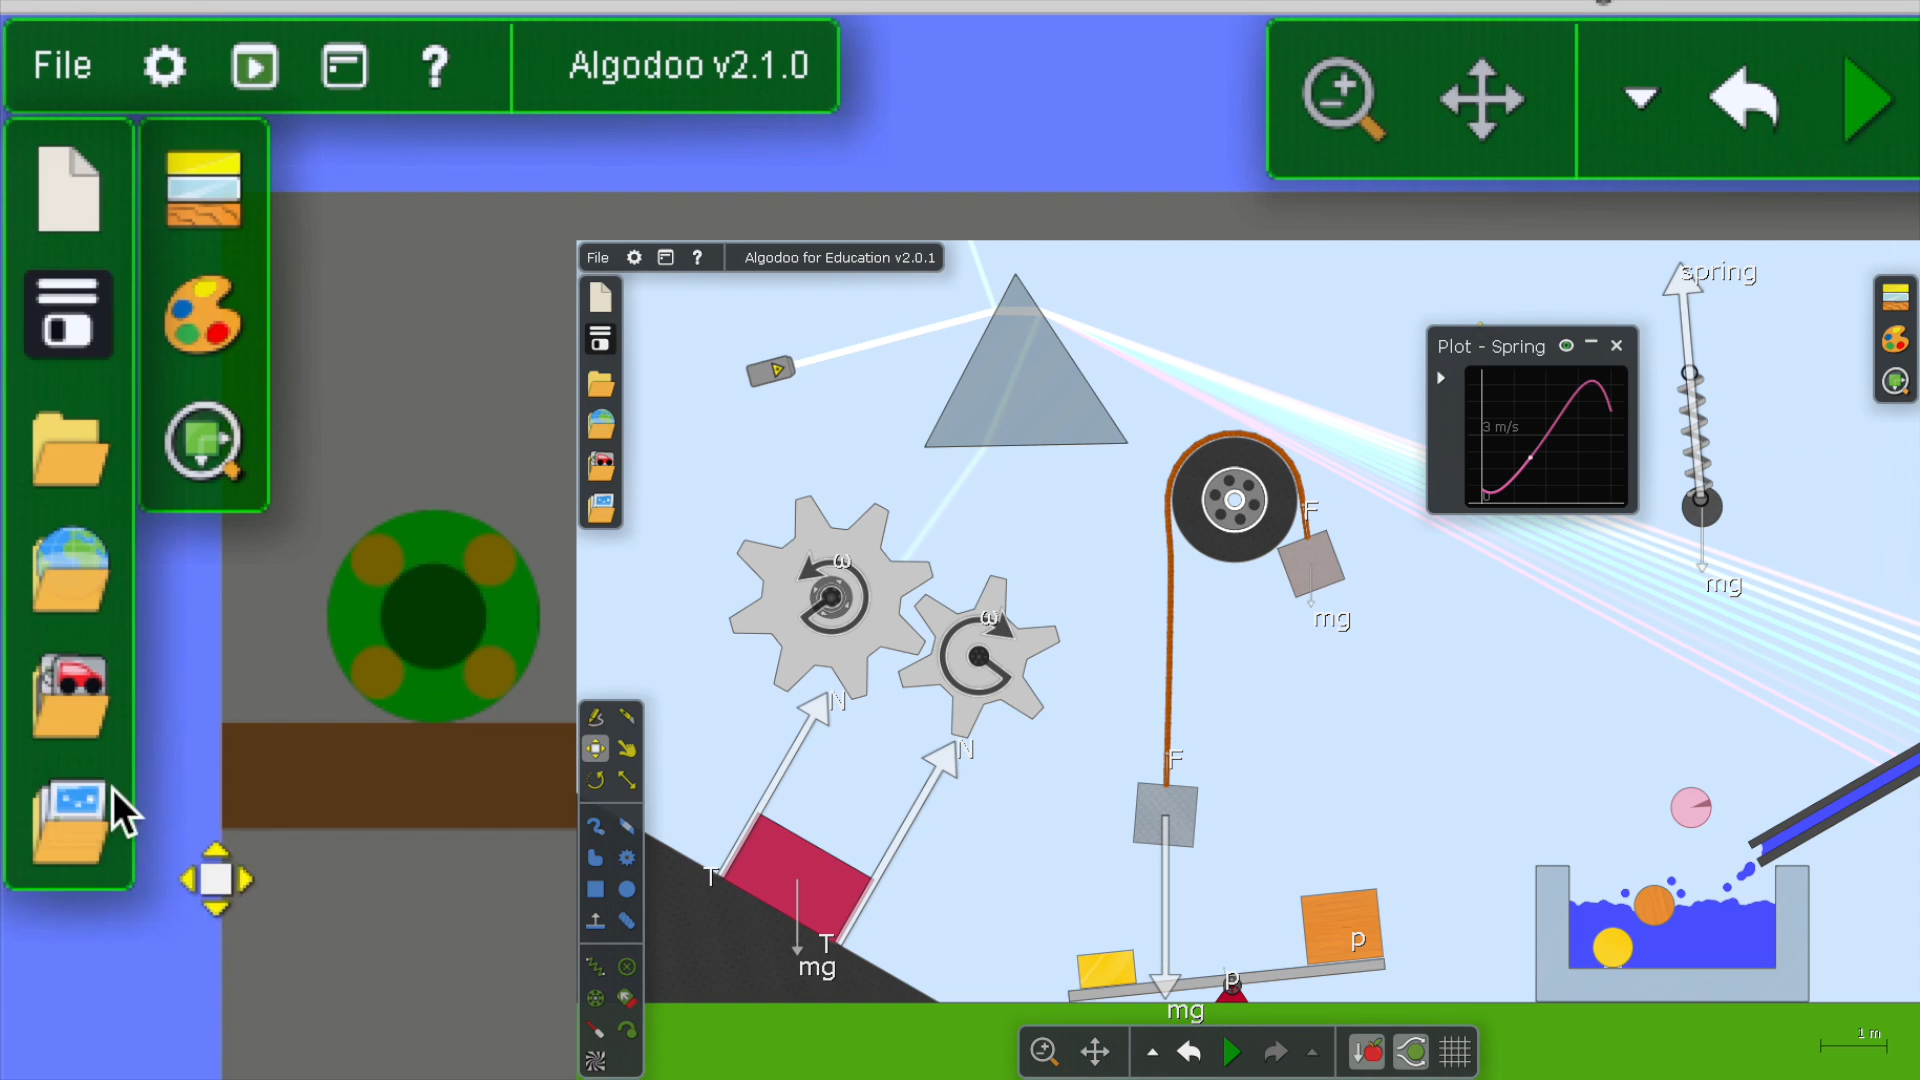 File ? Algodoo v2.1.0
File ? Algodoo for Education v2.0.1
spring
Plot - Spring
3 m/s
0
F
ω
mg
mg
ω
N
N
F
T
p
T
mg
p
mg
1 m